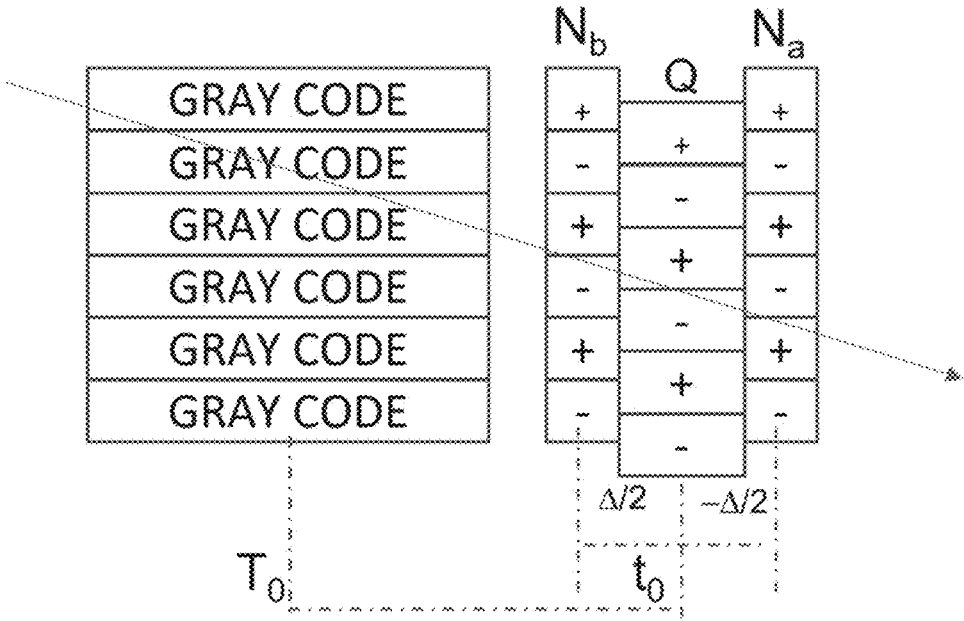 N_b
N_a
Q
GRAY CODE + + +
GRAY CODE - - -
GRAY CODE + + +
GRAY CODE - - -
GRAY CODE + + +
GRAY CODE - - -
Δ/2 −Δ/2
T_0 t_0